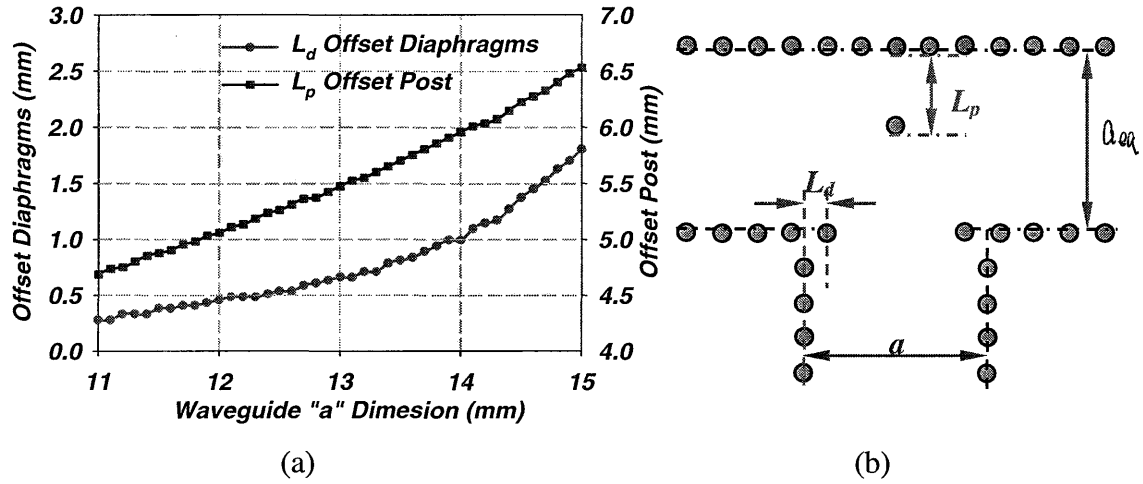 3.0
2.5
2.0
1.5
1.0
0.5
0.0
Offset Diaphragms (mm)
L_d Offset Diaphragms
L_p Offset Post
7.0
6.5
6.0
5.5
5.0
4.5
4.0
Offset Post (mm)
11 12 13 14 15
Waveguide "a" Dimesion (mm)
(a)
L_p
a_eq
L_d
a
(b)